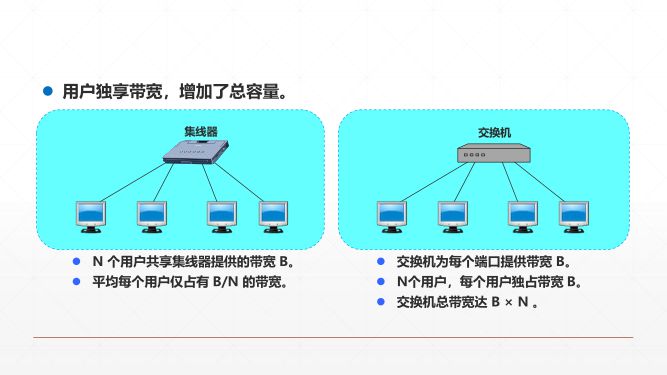 用户独享带宽，增加了总容量。
集线器
N 个用户共享集线器提供的带宽 B。
平均每个用户仅占有 B/N 的带宽。
交换机
交换机为每个端口提供带宽 B。
N个用户，每个用户独占带宽 B。
交换机总带宽达 B × N 。